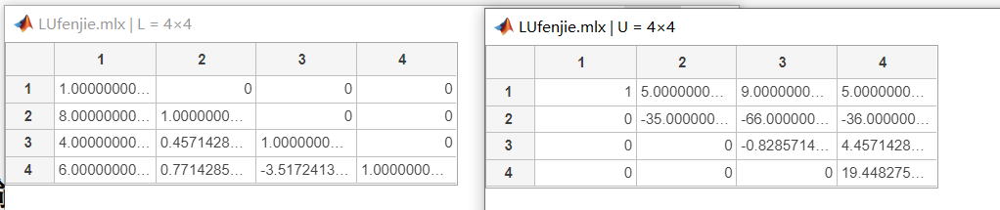 LUfenjie.mlx | L = 4×4
1 2 3 4
1 1.00000000... 0 0 0
2 8.00000000... 1.0000000... 0 0
3 4.00000000... 0.4571428... 1.0000000... 0
4 6.00000000... 0.7714285... -3.5172413... 1.0000000...
LUfenjie.mlx | U = 4×4
1 2 3 4
1 1 5.0000000... 9.0000000... 5.0000000...
2 0 -35.000000... -66.000000... -36.000000...
3 0 0 -0.8285714... 4.4571428...
4 0 0 0 19.448275...